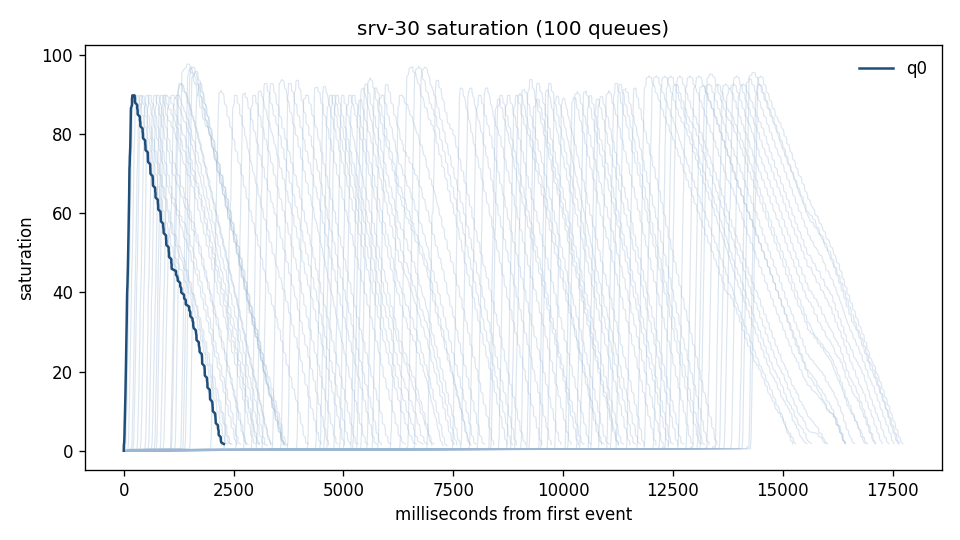 srv-30 saturation (100 queues)
q0
100
80
60
40
20
0
saturation
0 2500 5000 7500 10000 12500 15000 17500
milliseconds from first event